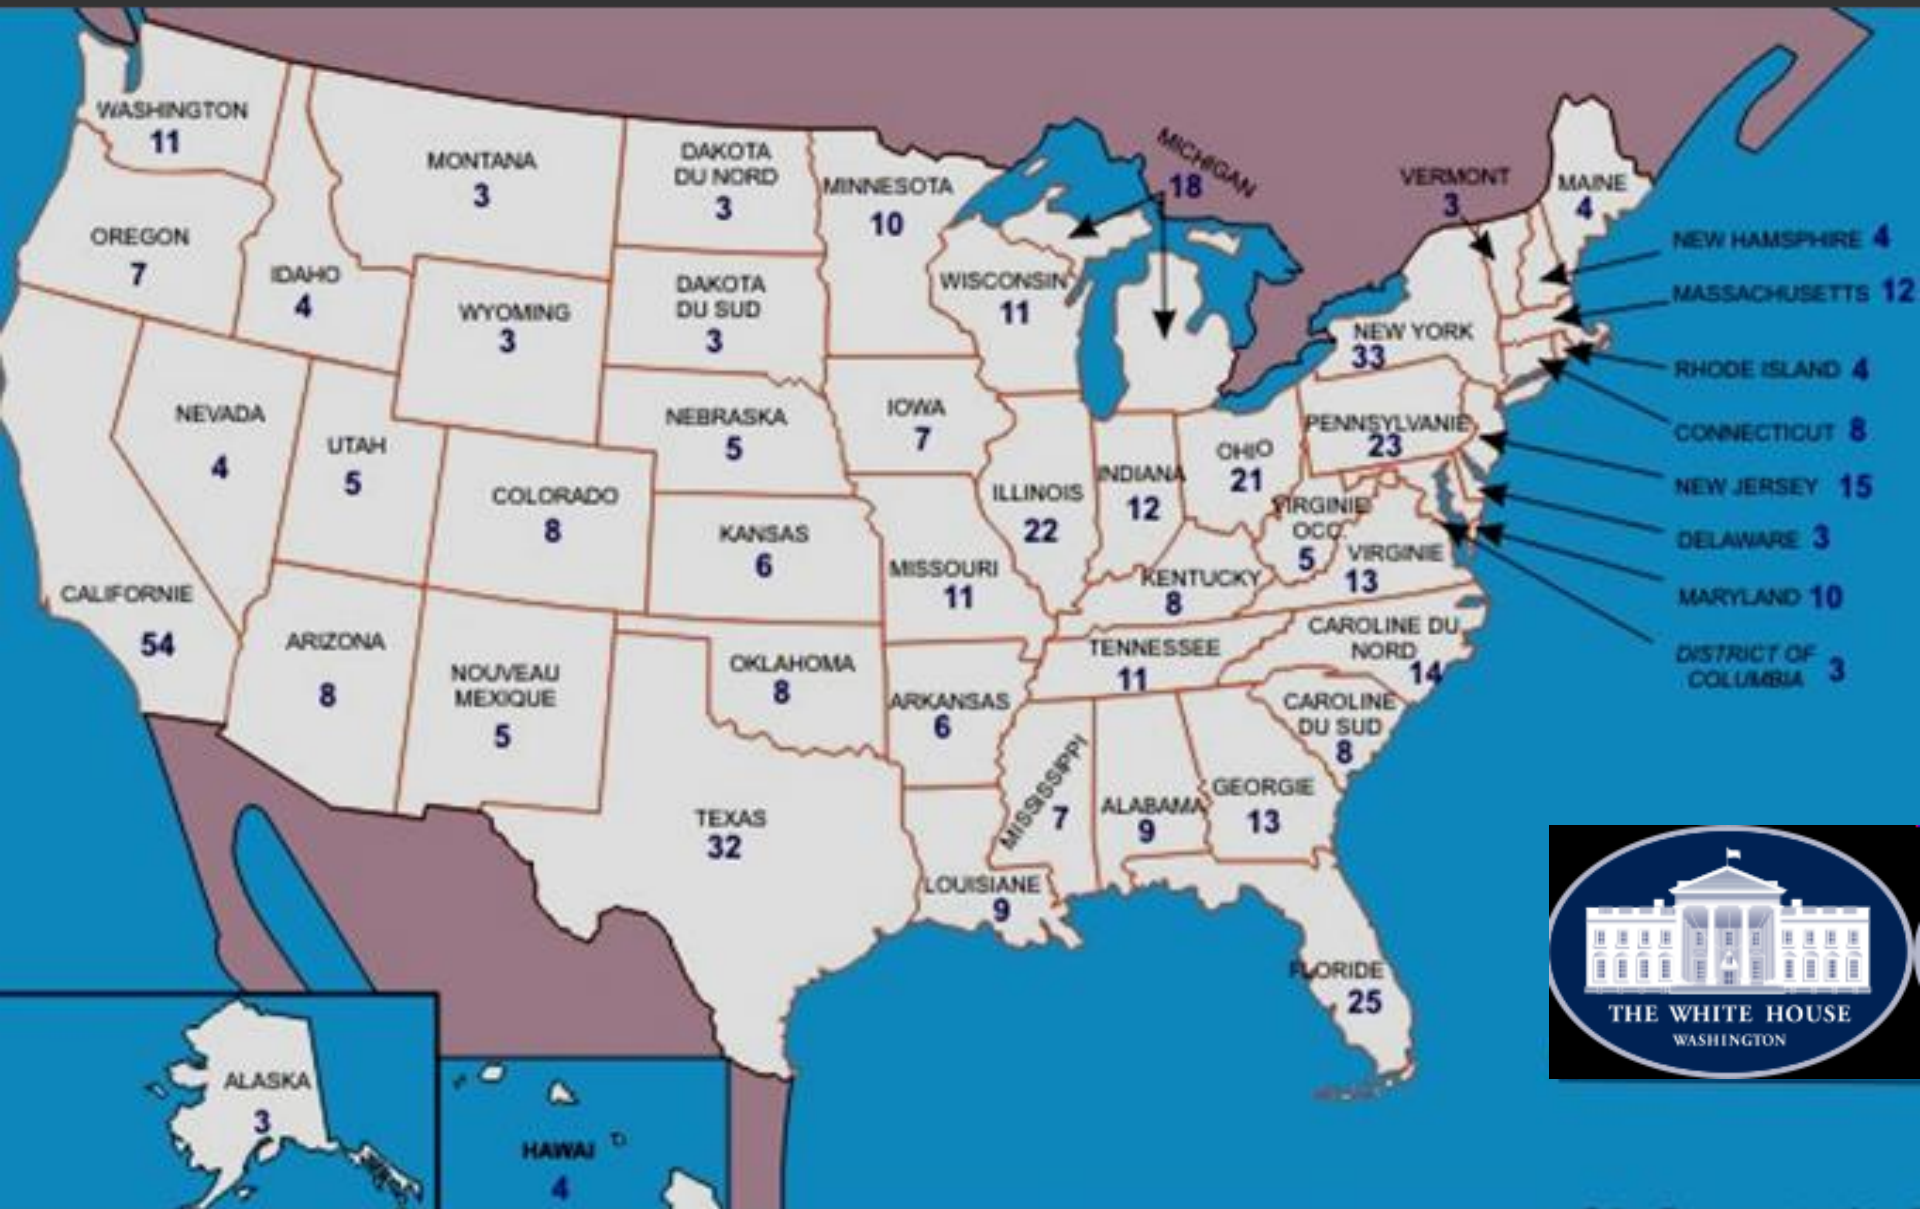 WASHINGTON
11
OREGON
7
IDAHO
4
MONTANA
3
WYOMING
3
DAKOTA
DU NORD
3
DAKOTA
DU SUD
3
MINNESOTA
10
WISCONSIN
11
MICHIGAN
18
VERMONT
3
MAINE
4
NEW HAMSPHIRE 4
MASSACHUSETTS 12
RHODE ISLAND 4
CONNECTICUT 8
NEW JERSEY 15
DELAWARE 3
MARYLAND 10
DISTRICT OF
COLUMBIA 3
NEW YORK
33
PENNSYLVANIE
23
NEVADA
4
UTAH
5
COLORADO
8
NEBRASKA
5
KANSAS
6
IOWA
7
ILLINOIS
22
INDIANA
12
OHIO
21
VIRGINIE
OCC.
5
VIRGINIE
13
KENTUCKY
8
MISSOURI
11
CALIFORNIE
54
ARIZONA
8
NOUVEAU
MEXIQUE
5
OKLAHOMA
8
ARKANSAS
6
TENNESSEE
11
CAROLINE DU
NORD
14
CAROLINE
DU SUD
8
TEXAS
32
LOUISIANE
9
MISSISSIPPI
7
ALABAMA
9
GEORGIE
13
FLORIDE
25
ALASKA
3
HAWAI
4
THE WHITE HOUSE
WASHINGTON